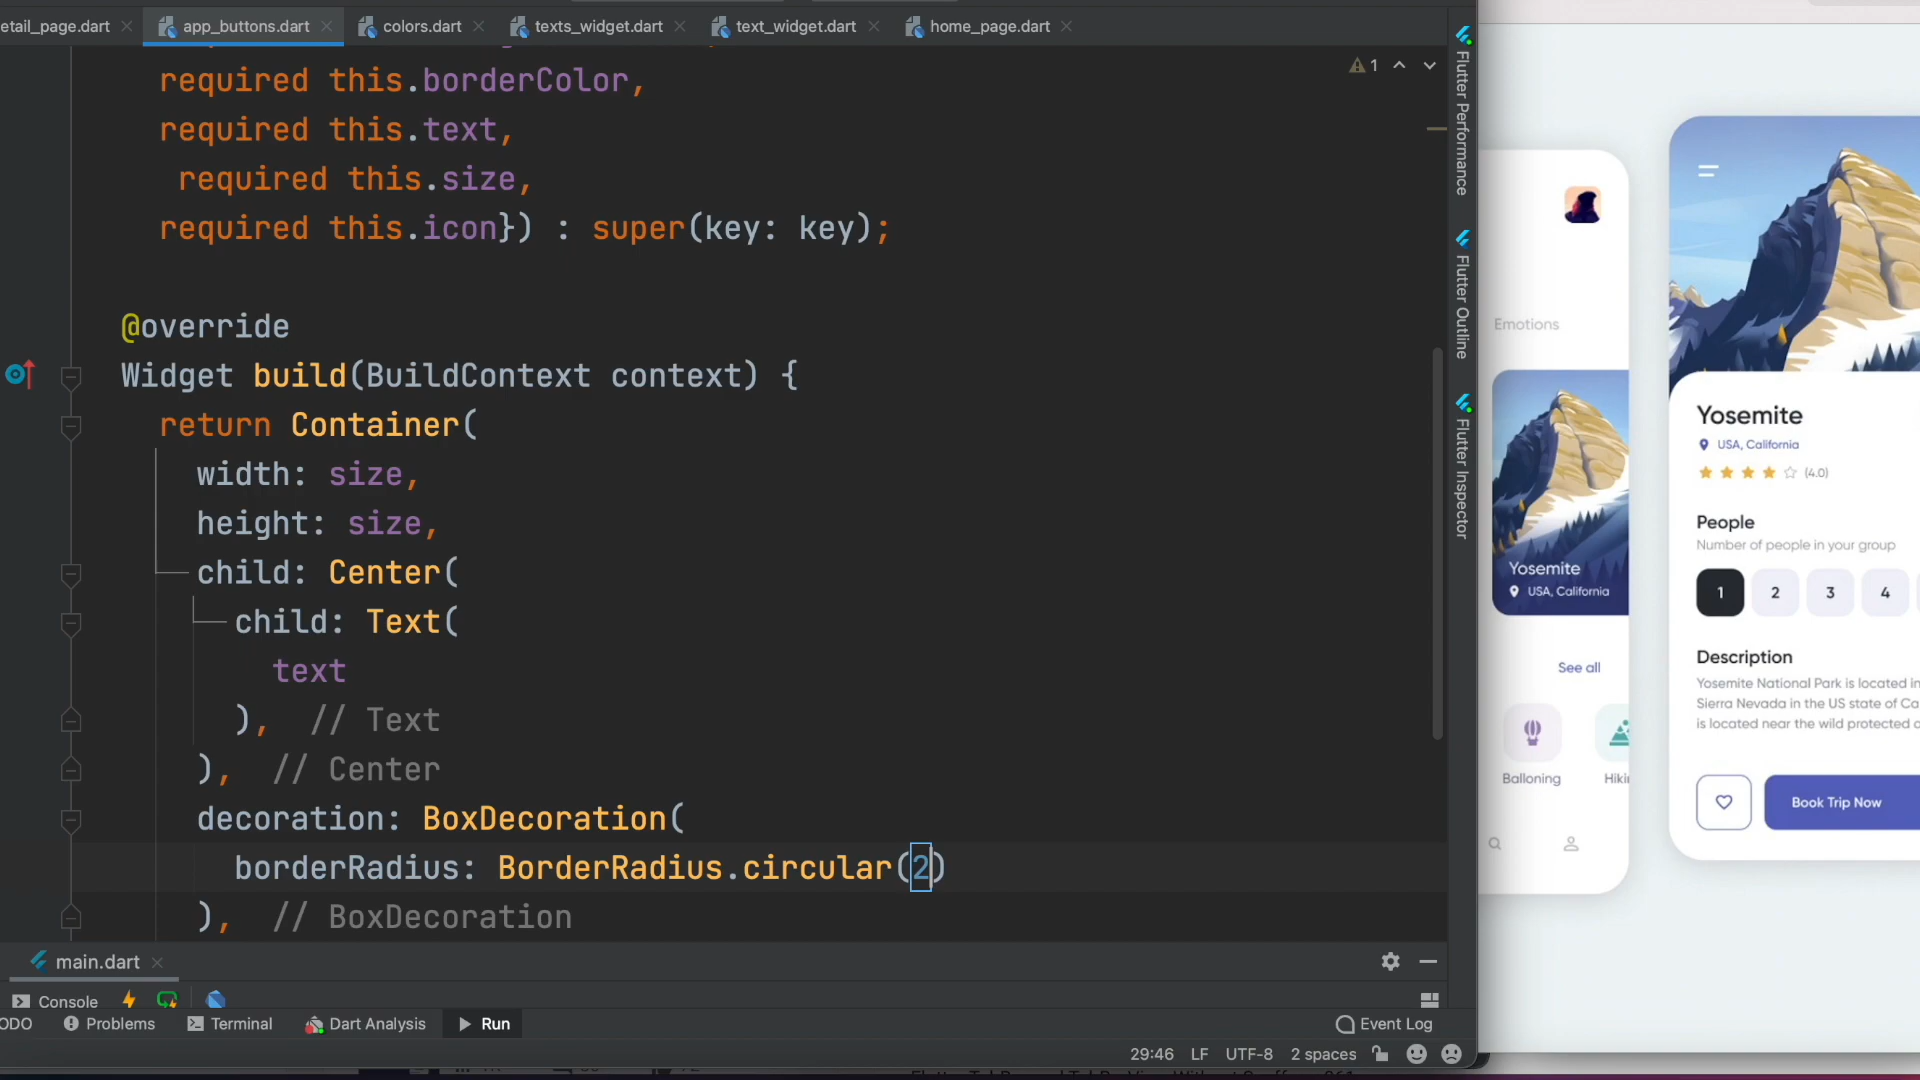 etail_page.dart
app_buttons.dart
colors.dart
texts_widget.dart
text_widget.dart
home_page.dart
required this.borderColor,
required this.text,
required this.size,
required this.icon}) : super(key: key);
@override
Widget build(BuildContext context) {
return Container(
width: size,
height: size,
child: Center(
child: Text(
text
), // Text
), // Center
decoration: BoxDecoration(
borderRadius: BorderRadius.circular(2)
), // BoxDecoration
1
Flutter Performance
Flutter Outline
Flutter Inspector
main.dart
Console
ODO
Problems
Terminal
Dart Analysis
Run
Event Log
29:46
LF
UTF-8
2 spaces
Emotions
Yosemite
USA, California
See all
Balloning
Hikin
Yosemite
USA, California
(4.0)
People
Number of people in your group
1
2
3
4
Description
Yosemite National Park is located in
Sierra Nevada in the US state of Ca
is located near the wild protected a
Book Trip Now